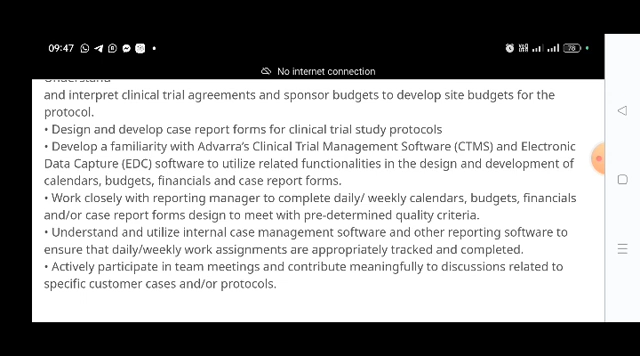 09:47
78
No internet connection
Understand
and interpret clinical trial agreements and sponsor budgets to develop site budgets for the
protocol.
• Design and develop case report forms for clinical trial study protocols
• Develop a familiarity with Advarra's Clinical Trial Management Software (CTMS) and Electronic
Data Capture (EDC) software to utilize related functionalities in the design and development of
calendars, budgets, financials and case report forms.
• Work closely with reporting manager to complete daily/ weekly calendars, budgets, financials
and/or case report forms design to meet with pre-determined quality criteria.
• Understand and utilize internal case management software and other reporting software to
ensure that daily/weekly work assignments are appropriately tracked and completed.
• Actively participate in team meetings and contribute meaningfully to discussions related to
specific customer cases and/or protocols.